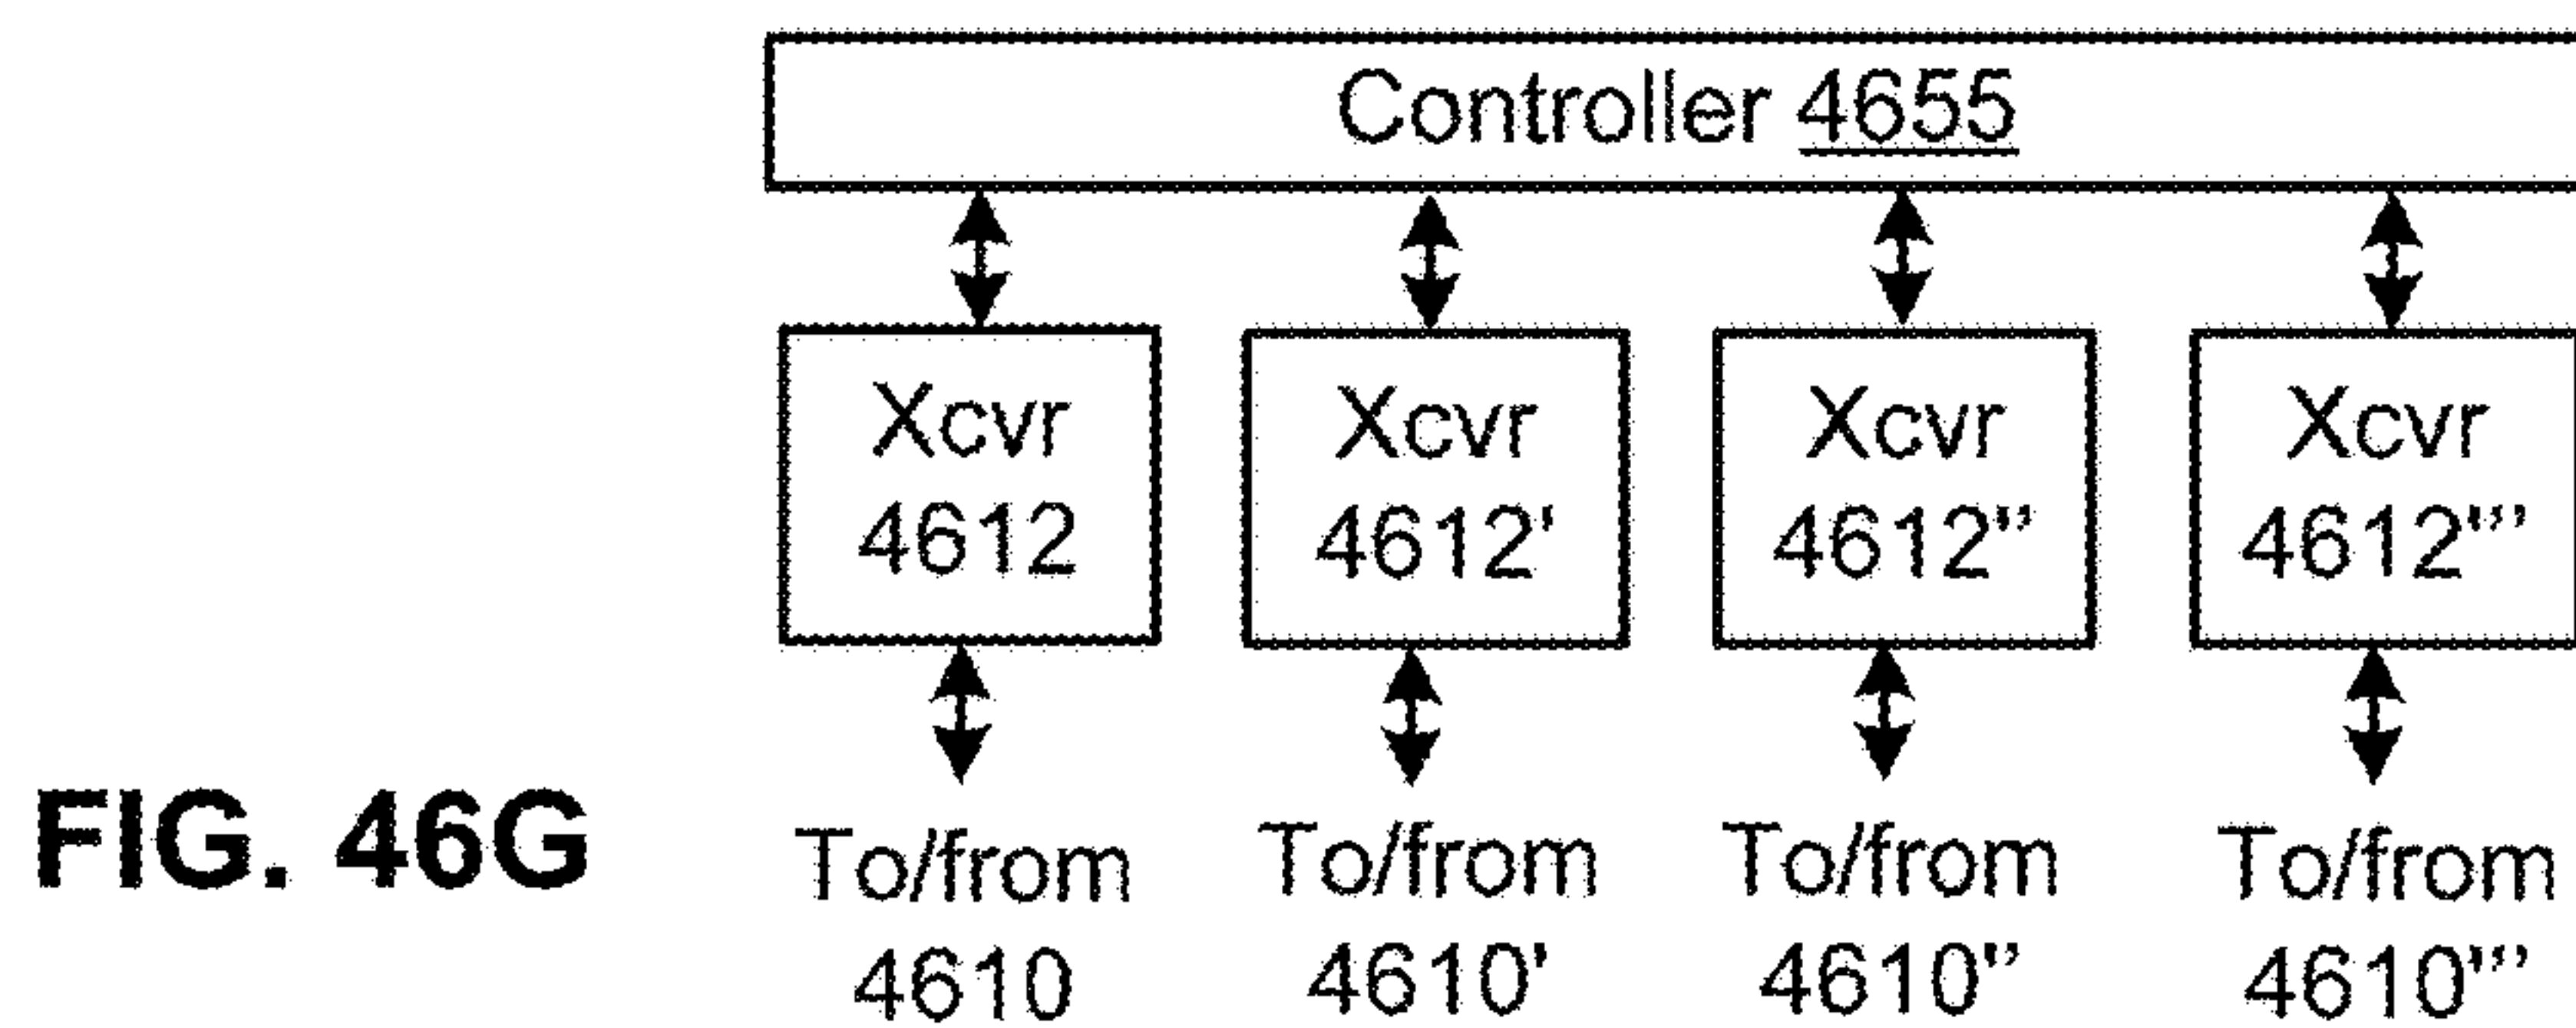 Controller 4655
Xcvr
4612
Xcvr
4612'
Xcvr
4612''
Xcvr
4612'''
FIG. 46G
To/from
4610
To/from
4610'
To/from
4610''
To/from
4610'''